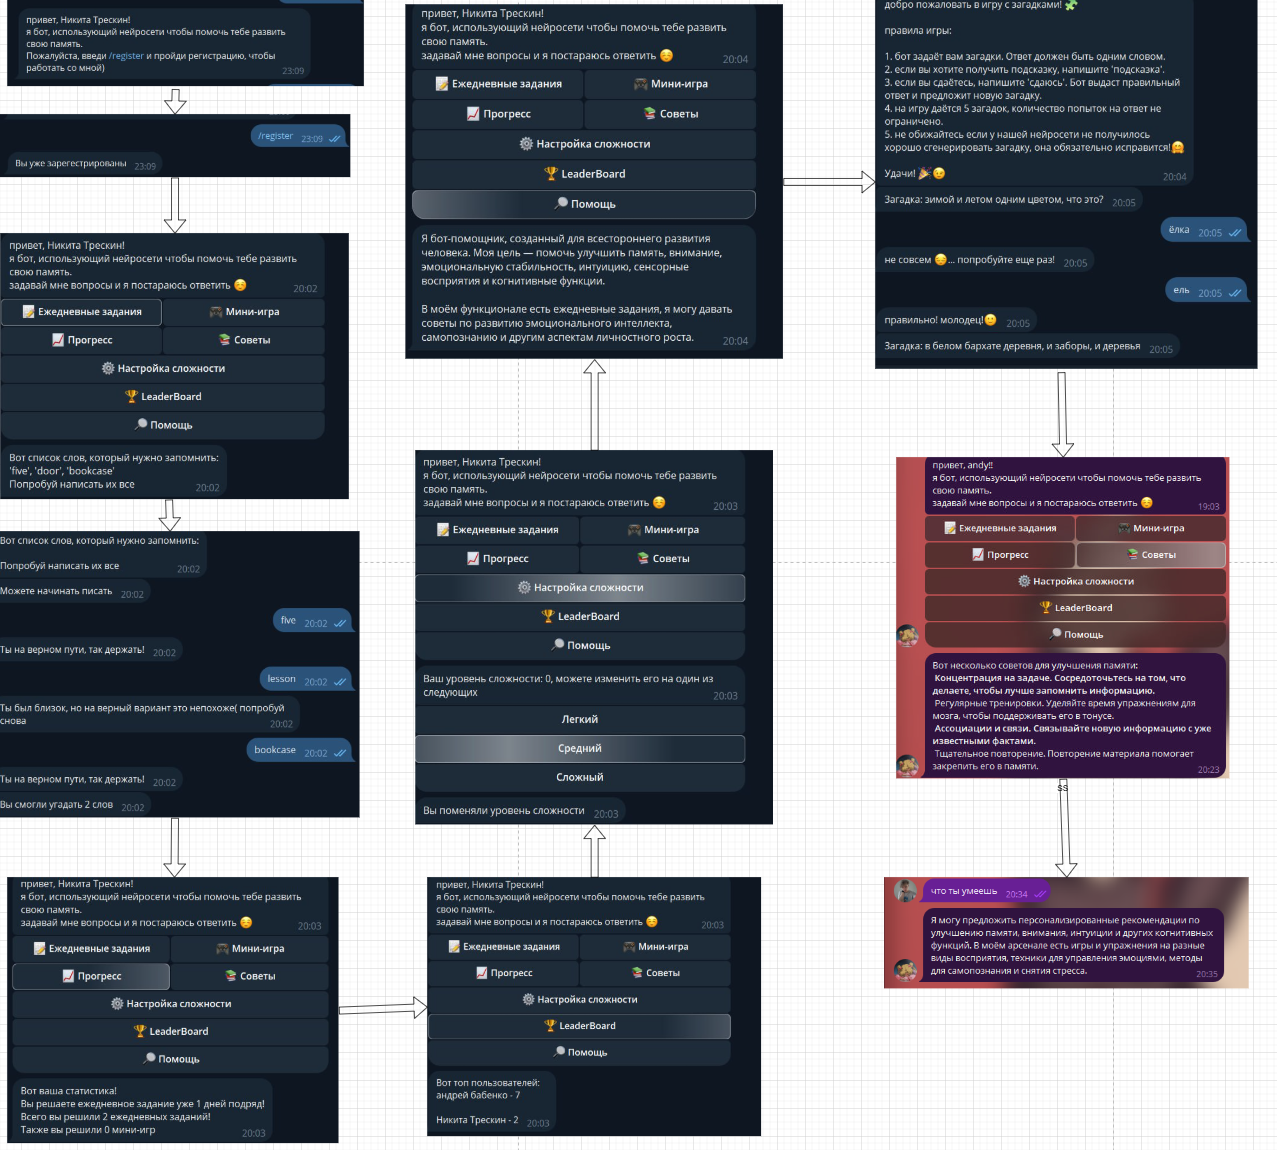 привет, Никита Трескин!
я бот, использующий нейросети чтобы помочь тебе развить
свою память.
Пожалуйста, введи /register и пройди регистрацию, чтобы
работать со мной)
23:09
/register 23:09
Вы уже зарегестрированы 23:09
привет, Никита Трескин!
я бот, использующий нейросети чтобы помочь тебе развить
свою память.
задавай мне вопросы и я постараюсь ответить 20:02
Ежедневные задания
Мини-игра
Прогресс
Советы
Настройка сложности
LeaderBoard
Помощь
Вот список слов, который нужно запомнить:
'five', 'door', 'bookcase'
Попробуй написать их все 20:02
Вот список слов, который нужно запомнить:
Попробуй написать их все 20:02
Можете начинать писать 20:02
five 20:02
Ты на верном пути, так держать! 20:02
lesson 20:02
Ты был близок, но на верный вариант это непохоже( попробуй
снова 20:02
bookcase 20:02
Ты на верном пути, так держать! 20:02
Вы смогли угадать 2 слов 20:02
привет, Никита Трескин!
я бот, использующий нейросети чтобы помочь тебе развить
свою память.
задавай мне вопросы и я постараюсь ответить 20:03
Ежедневные задания
Мини-игра
Прогресс
Советы
Настройка сложности
LeaderBoard
Помощь
Вот ваша статистика!
Вы решаете ежедневное задание уже 1 дней подряд!
Всего вы решили 2 ежедневных заданий!
Также вы решили 0 мини-игр 20:03
привет, Никита Трескин!
я бот, использующий нейросети чтобы помочь тебе развить
свою память.
задавай мне вопросы и я постараюсь ответить 20:03
Ежедневные задания
Мини-игра
Прогресс
Советы
Настройка сложности
LeaderBoard
Помощь
Вот топ пользователей:
андрей бабенко - 7
Никита Трескин - 2 20:03
привет, Никита Трескин!
я бот, использующий нейросети чтобы помочь тебе развить
свою память.
задавай мне вопросы и я постараюсь ответить 20:03
Ежедневные задания
Мини-игра
Прогресс
Советы
Настройка сложности
LeaderBoard
Помощь
Ваш уровень сложности: 0, можете изменить его на один из
следующих 20:03
Легкий
Средний
Сложный
Вы поменяли уровень сложности 20:03
привет, Никита Трескин!
я бот, использующий нейросети чтобы помочь тебе развить
свою память.
задавай мне вопросы и я постараюсь ответить 20:04
Ежедневные задания
Мини-игра
Прогресс
Советы
Настройка сложности
LeaderBoard
Помощь
Я бот-помощник, созданный для всестороннего развития
человека. Моя цель — помочь улучшить память, внимание,
эмоциональную стабильность, интуицию, сенсорные
восприятия и когнитивные функции.
В моём функционале есть ежедневные задания, я могу давать
советы по развитию эмоционального интеллекта,
самопознанию и другим аспектам личностного роста. 20:04
добро пожаловать в игру с загадками!
правила игры:
1. бот задаёт вам загадки. Ответ должен быть одним словом.
2. если вы хотите получить подсказку, напишите 'подсказка'.
3. если вы сдаётесь, напишите 'сдаюсь'. Бот выдаст правильный
ответ и предложит новую загадку.
4. на игру даётся 5 загадок, количество попыток на ответ не
ограничено.
5. не обижайтесь если у нашей нейросети не получилось
хорошо сгенерировать загадку, она обязательно исправится!
Удачи! 20:04
Загадка: зимой и летом одним цветом, что это? 20:05
ёлка 20:05
не совсем ... попробуйте еще раз! 20:05
ель 20:05
правильно! молодец! 20:05
Загадка: в белом бархате деревня, и заборы, и деревья 20:05
привет, andy!!
я бот, использующий нейросети чтобы помочь тебе развить
свою память.
задавай мне вопросы и я постараюсь ответить 19:03
Ежедневные задания
Мини-игра
Прогресс
Советы
Настройка сложности
LeaderBoard
Помощь
Вот несколько советов для улучшения памяти:
Концентрация на задаче. Сосредоточьтесь на том, что
делаете, чтобы лучше запомнить информацию.
Регулярные тренировки. Уделяйте время упражнениям для
мозга, чтобы поддерживать его в тонусе.
Ассоциации и связи. Связывайте новую информацию с уже
известными фактами.
Тщательное повторение. Повторение материала помогает
закрепить его в памяти. 20:23
ss
что ты умеешь 20:34
Я могу предложить персонализированные рекомендации по
улучшению памяти, внимания, интуиции и других когнитивных
функций. В моём арсенале есть игры и упражнения на разные
виды восприятия, техники для управления эмоциями, методы
для самопознания и снятия стресса. 20:35